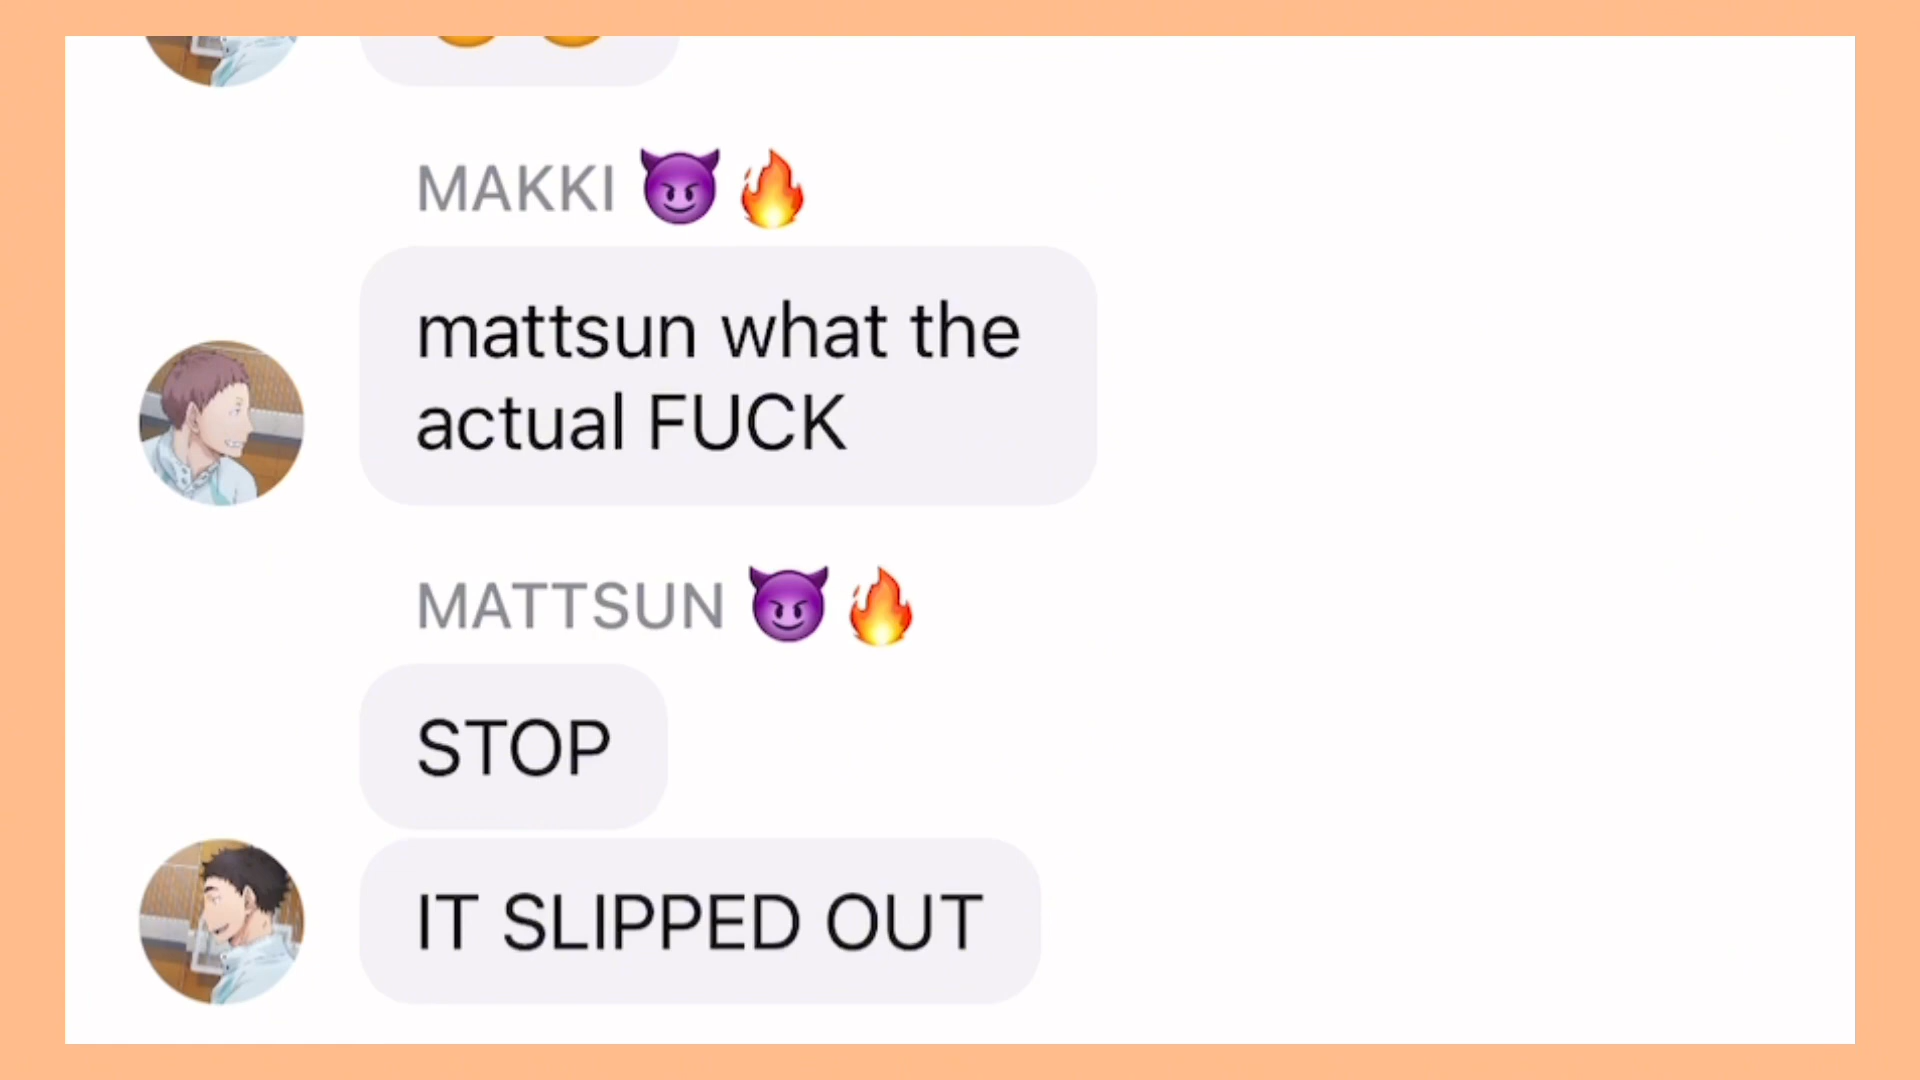 MAKKI 😈🔥
mattsun what the
actual FUCK
MATTSUN 😈🔥
STOP
IT SLIPPED OUT